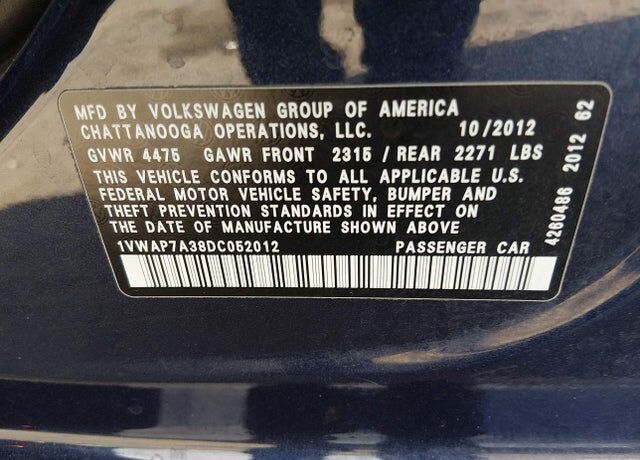 MFD BY VOLKSWAGEN GROUP OF AMERICA
CHATTANOOGA OPERATIONS, LLC. 10/2012
GVWR 4475 GAWR FRONT 2315 / REAR 2271 LBS
THIS VEHICLE CONFORMS TO ALL APPLICABLE U.S.
FEDERAL MOTOR VEHICLE SAFETY, BUMPER AND
THEFT PREVENTION STANDARDS IN EFFECT ON
THE DATE OF MANUFACTURE SHOWN ABOVE
1VWAP7A38DC052012 PASSENGER CAR
4260486 2012 62